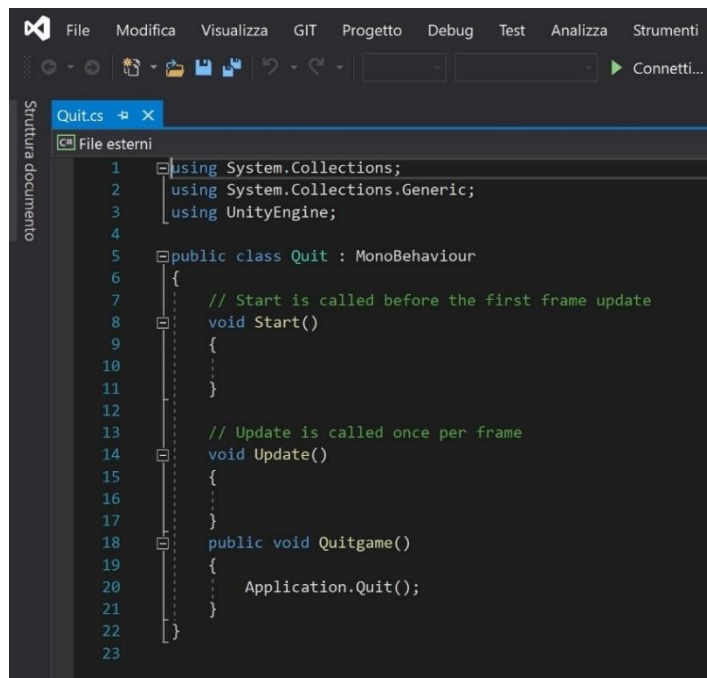 File Modifica Visualizza GIT Progetto Debug Test Analizza Strumenti
Connetti...
Struttura documento
Quit.cs
C# File esterni
1 using System.Collections;
2 using System.Collections.Generic;
3 using UnityEngine;
4
5 public class Quit : MonoBehaviour
6 {
7 // Start is called before the first frame update
8 void Start()
9 {
10
11 }
12
13 // Update is called once per frame
14 void Update()
15 {
16
17 }
18 public void Quitgame()
19 {
20 Application.Quit();
21 }
22 }
23